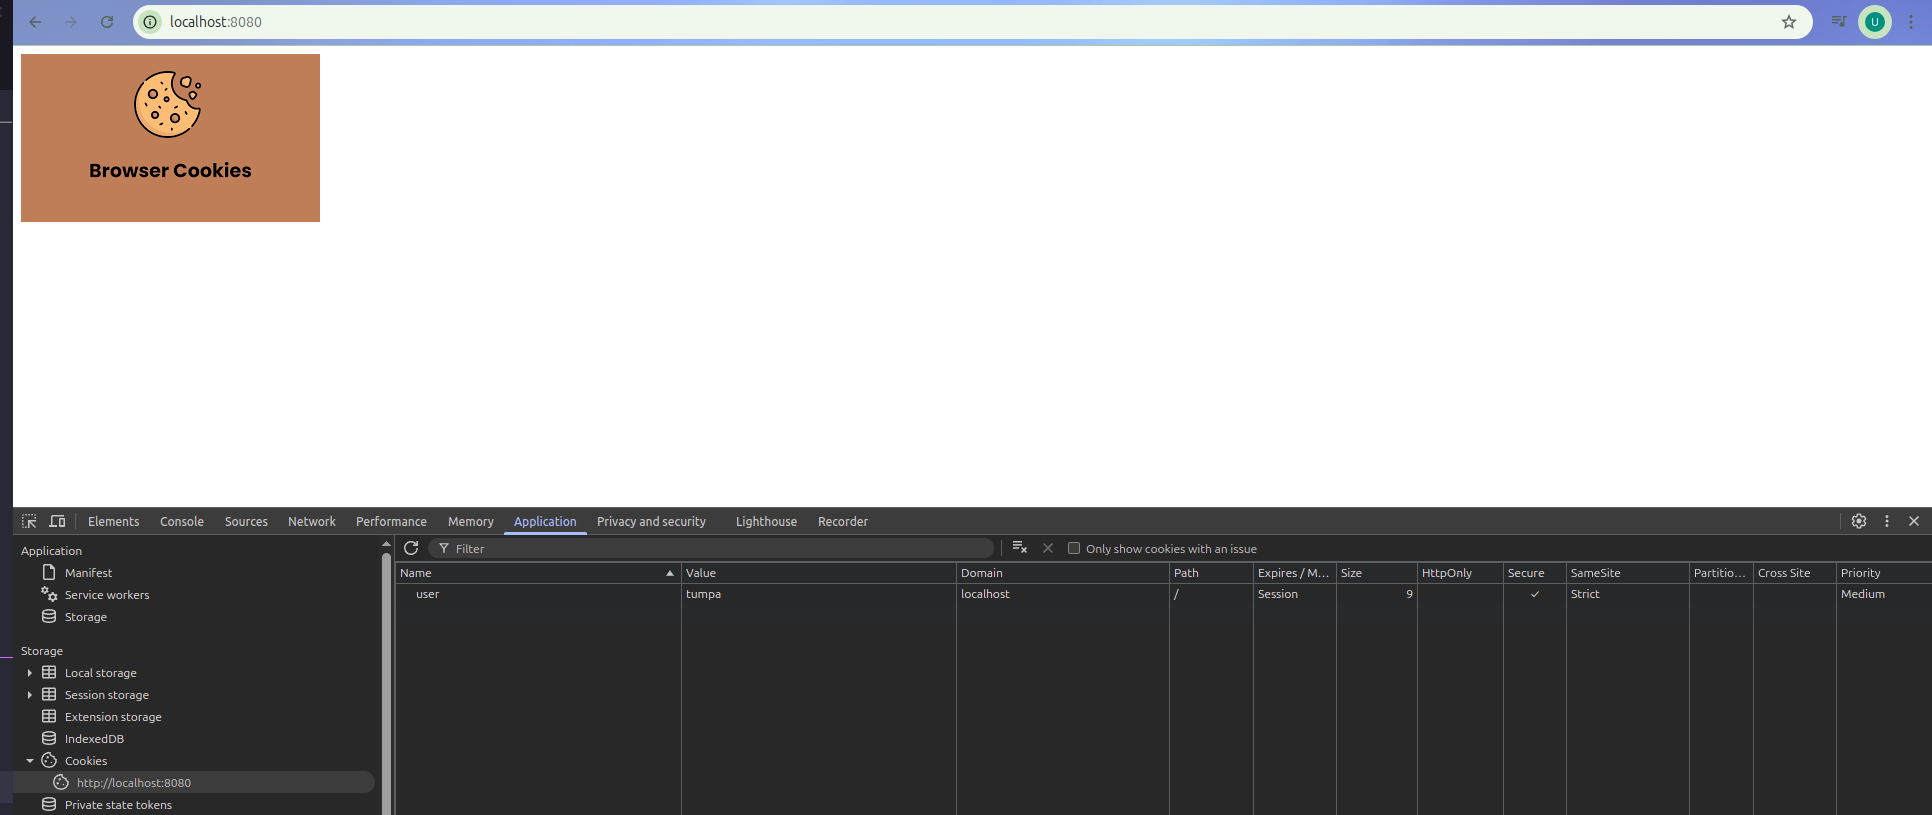 localhost:8080
U
Browser Cookies
Elements Console Sources Network Performance Memory Application Privacy and security Lighthouse Recorder
Application
Manifest
Service workers
Storage
Storage
Local storage
Session storage
Extension storage
IndexedDB
Cookies
http://localhost:8080
Private state tokens
Filter Only show cookies with an issue
Name Value Domain Path Expires / M... Size HttpOnly Secure SameSite Partitio... Cross Site Priority
user tumpa localhost / Session 9 ✓ Strict Medium